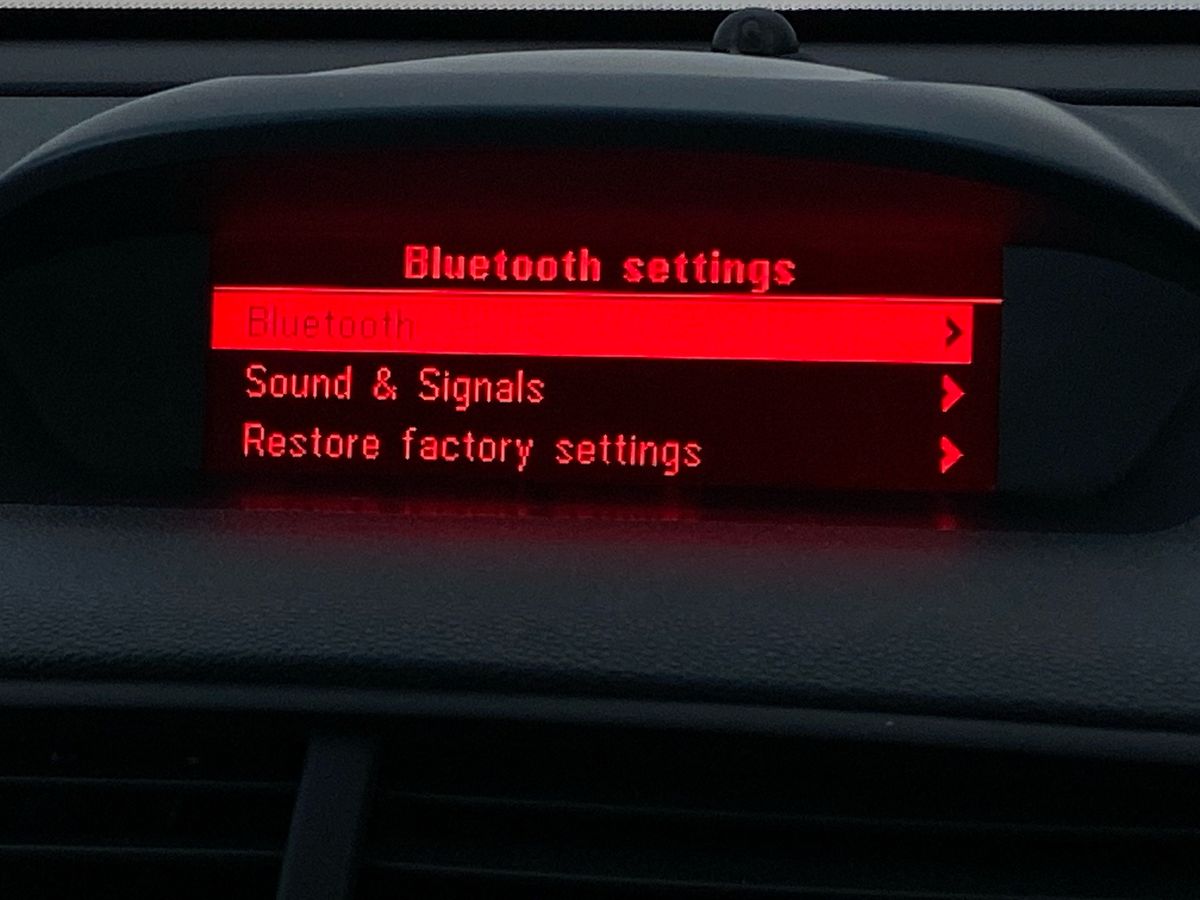 Bluetooth settings
Bluetooth
Sound & Signals
Restore factory settings